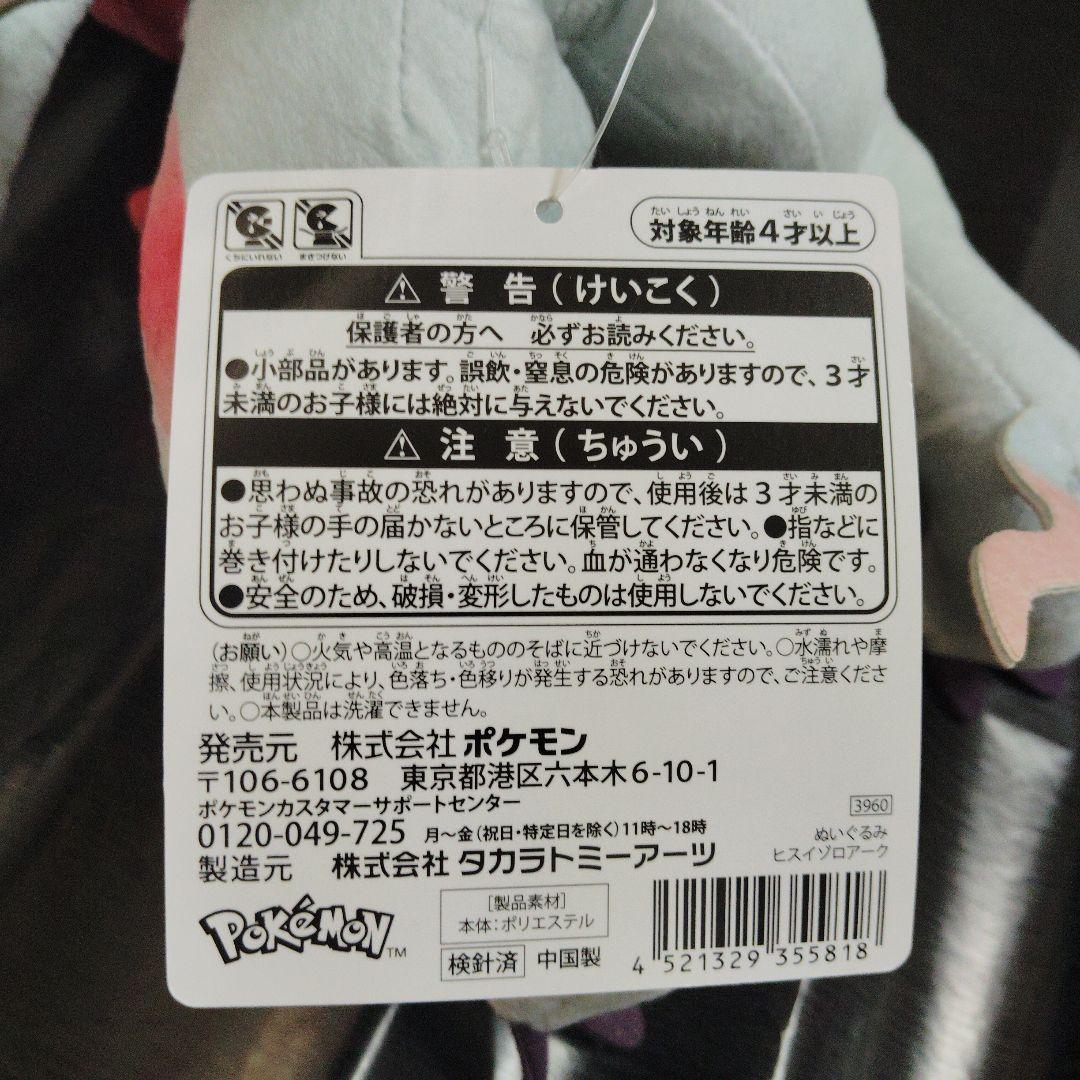 くちにいれない まきつけない
対象年齢4才以上
たいしょうねんれい さいいじょう
⚠ 警 告 ( けいこく )
保護者の方へ 必ずお読みください。
●小部品があります。誤飲・窒息の危険がありますので、3才
未満のお子様には絶対に与えないでください。
⚠ 注 意 ( ちゅうい )
●思わぬ事故の恐れがありますので、使用後は3才未満の
お子様の手の届かないところに保管してください。●指などに
巻き付けたりしないでください。血が通わなくなり危険です。
●安全のため、破損・変形したものは使用しないでください。
(お願い)○火気や高温となるもののそばに近づけないでください。○水濡れや摩
擦、使用状況により、色落ち・色移りが発生する恐れがありますので、ご注意くださ
い。○本製品は洗濯できません。
発売元 株式会社 ポケモン
〒106-6108 東京都港区六本木6-10-1
ポケモンカスタマーサポートセンター
0120-049-725 月～金(祝日・特定日を除く)11時～18時
製造元 株式会社 タカラトミーアーツ
3960
ぬいぐるみ
ヒスイゾロアーク
POKéMON™
[製品素材]
本体:ポリエステル
検針済 中国製
4 521329 355818